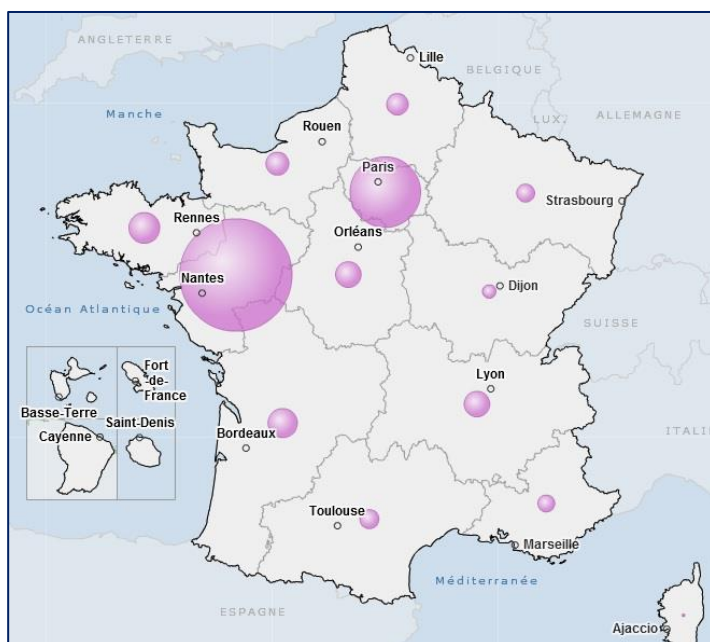 ANGLETERRE
Lille
BELGIQUE
Manche
LUX.
ALLEMAGNE
Rouen
Paris
Strasbourg
Rennes
Orléans
Nantes
Dijon
Océan Atlantique
SUISSE
Fort
-de-
France
Lyon
Basse-Terre
Saint-Denis
Cayenne
Bordeaux
ITALI
Toulouse
Marseille
Méditerranée
ESPAGNE
Ajaccio